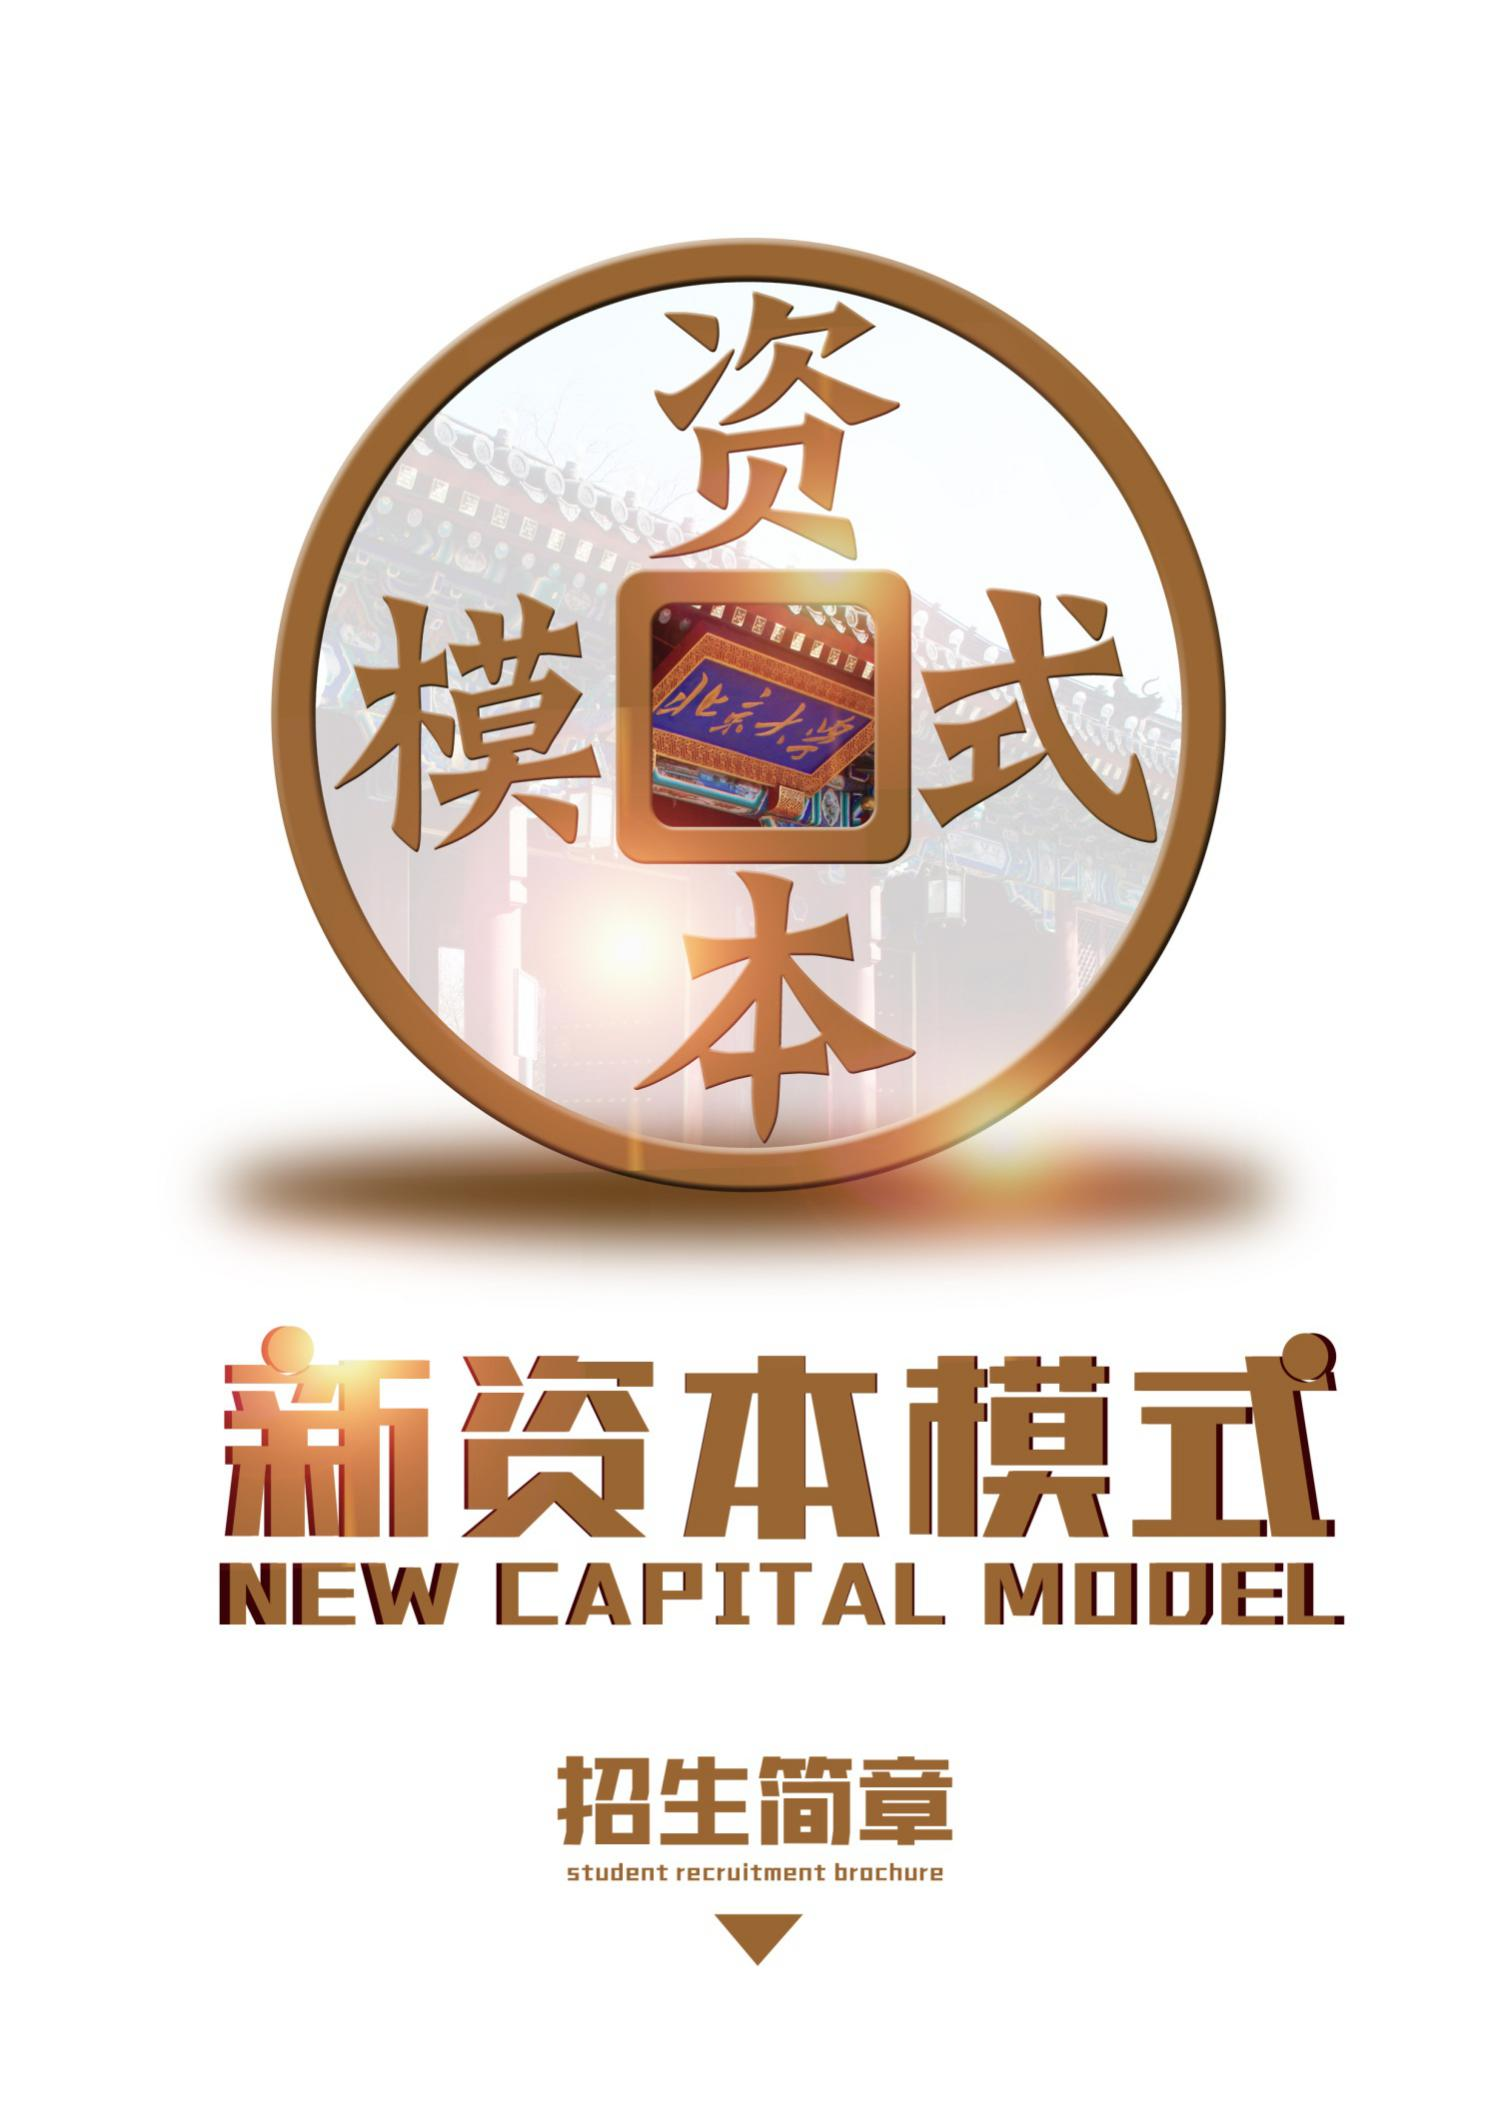 资
模
北京大学
式
本
新资本模式
NEW CAPITAL MODEL
招生简章
student recruitment brochure